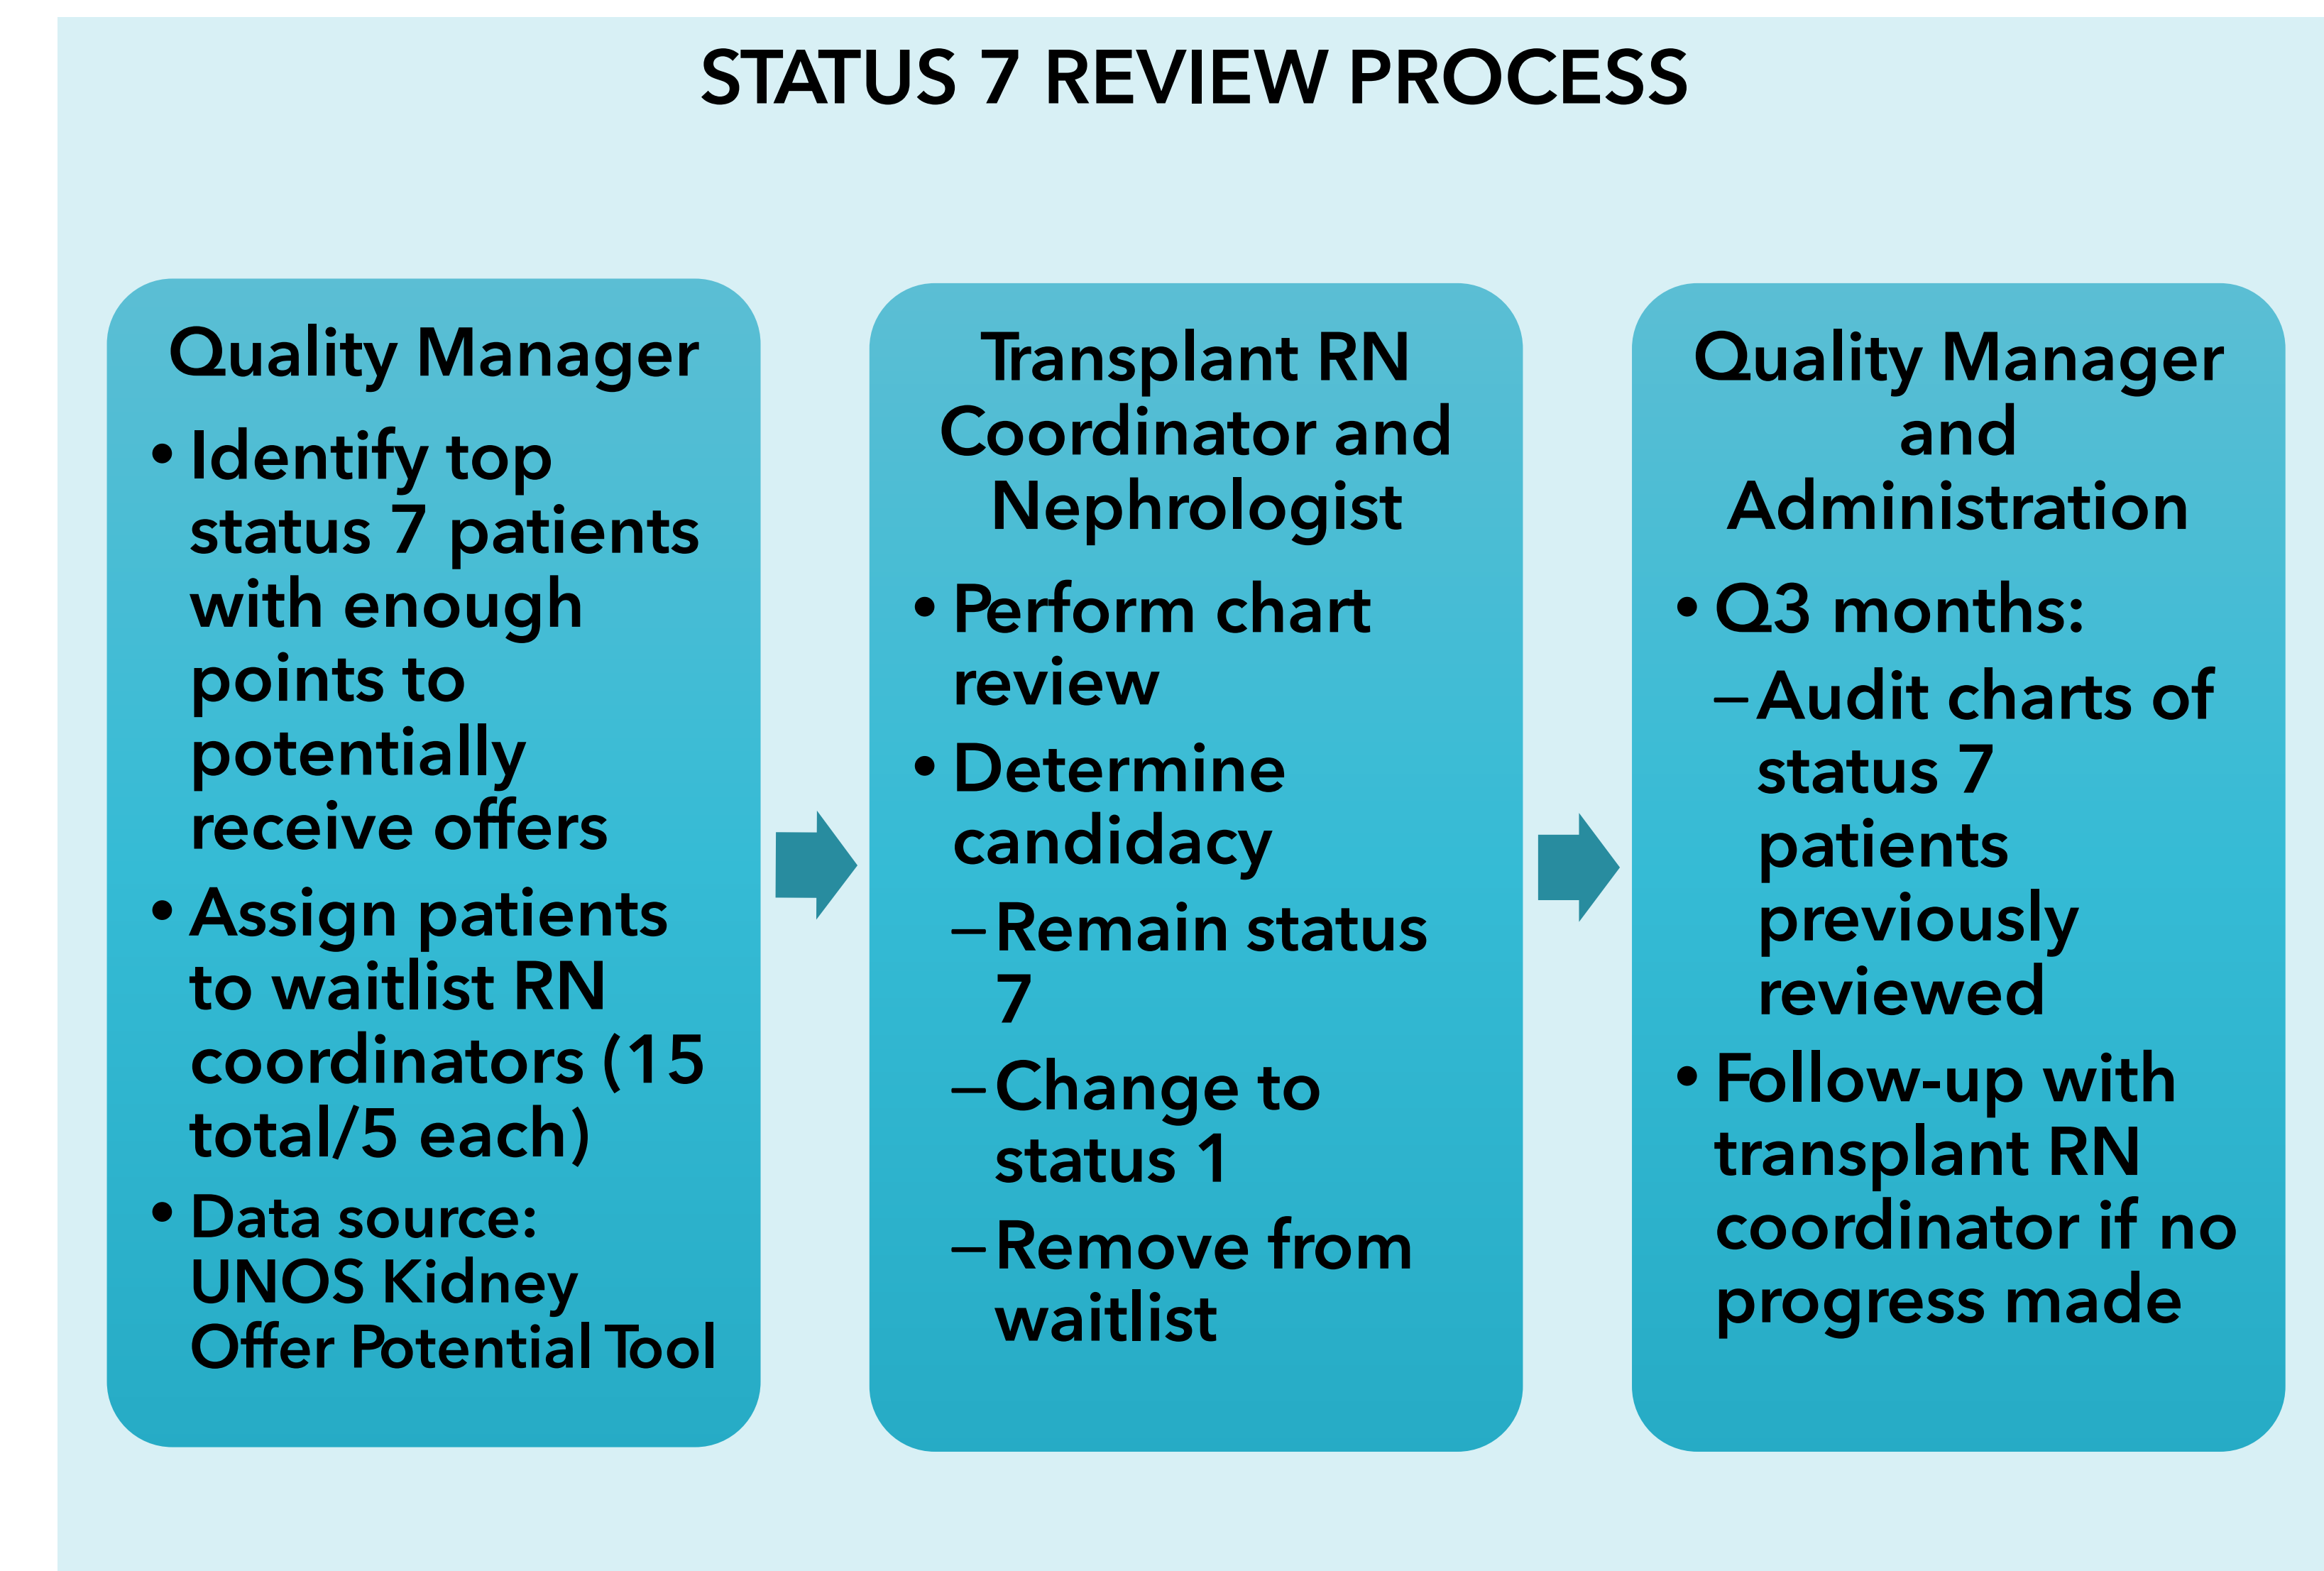 STATUS 7 REVIEW PROCESS
Quality Manager
• Identify top
status 7 patients
with enough
points to
potentially
receive offers
• Assign patients
to waitlist RN
coordinators (15
total/5 each)
• Data source:
UNOS Kidney
Offer Potential Tool
Transplant RN
Coordinator and
Nephrologist
• Perform chart
review
• Determine
candidacy
– Remain status
7
– Change to
status 1
– Remove from
waitlist
Quality Manager
and
Administration
• Q3 months:
– Audit charts of
status 7
patients
previously
reviewed
• Follow-up with
transplant RN
coordinator if no
progress made